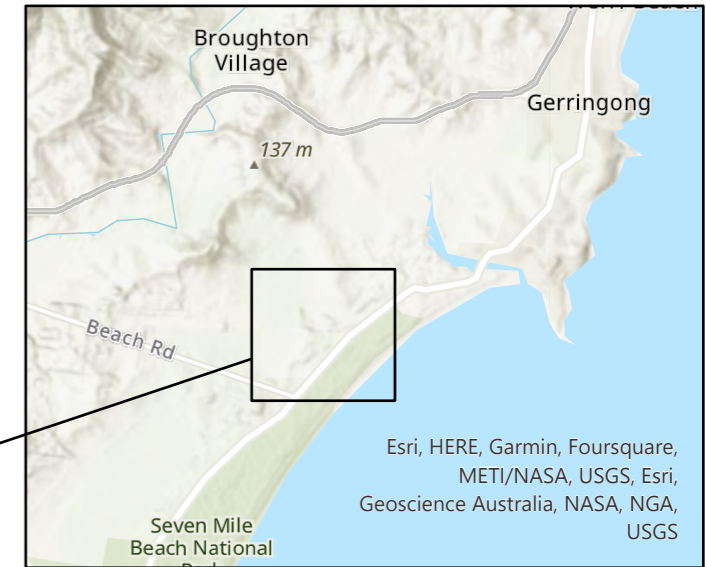 Broughton
Village
Gerringong
137 m
Beach Rd
Esri, HERE, Garmin, Foursquare,
METI/NASA, USGS, Esri,
Geoscience Australia, NASA, NGA,
USGS
Seven Mile
Beach National